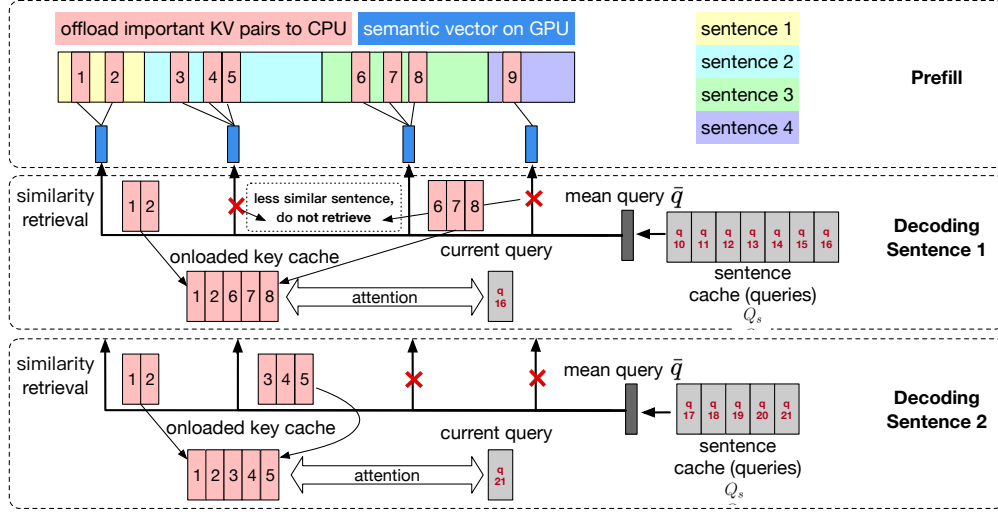 offload important KV pairs to CPU
semantic vector on GPU
sentence 1
sentence 2
sentence 3
sentence 4
Prefill
1 2 3 4 5 6 7 8 9
similarity
retrieval
1 2
less similar sentence,
do not retrieve
6 7 8
mean query q̄
Decoding
Sentence 1
q
10
q
11
q
12
q
13
q
14
q
15
q
16
onloaded key cache
current query
sentence
cache (queries)
Qₛ
1 2 6 7 8
attention
q
16
similarity
retrieval
1 2
3 4 5
mean query q̄
Decoding
Sentence 2
q
17
q
18
q
19
q
20
q
21
onloaded key cache
current query
sentence
cache (queries)
Qₛ
1 2 3 4 5
attention
q
21